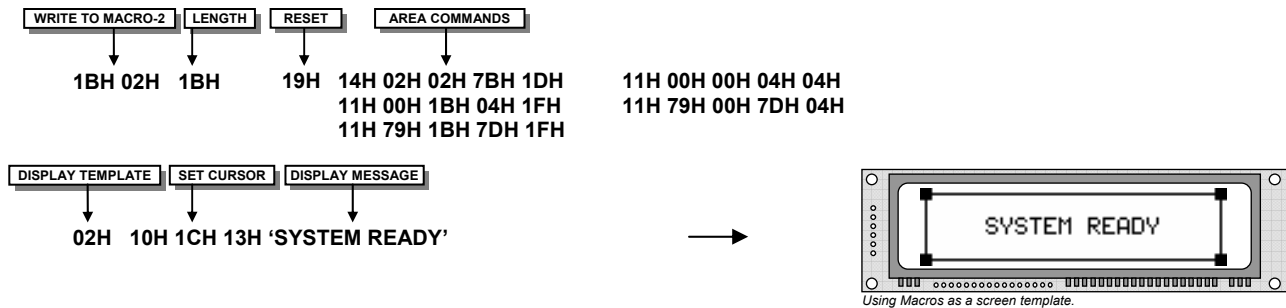 WRITE TO MACRO-2 LENGTH RESET AREA COMMANDS
1BH 02H 1BH 19H 14H 02H 02H 7BH 1DH 11H 00H 00H 04H 04H
11H 00H 1BH 04H 1FH 11H 79H 00H 7DH 04H
11H 79H 1BH 7DH 1FH
DISPLAY TEMPLATE SET CURSOR DISPLAY MESSAGE
02H 10H 1CH 13H ‘SYSTEM READY’
SYSTEM READY
Using Macros as a screen template.